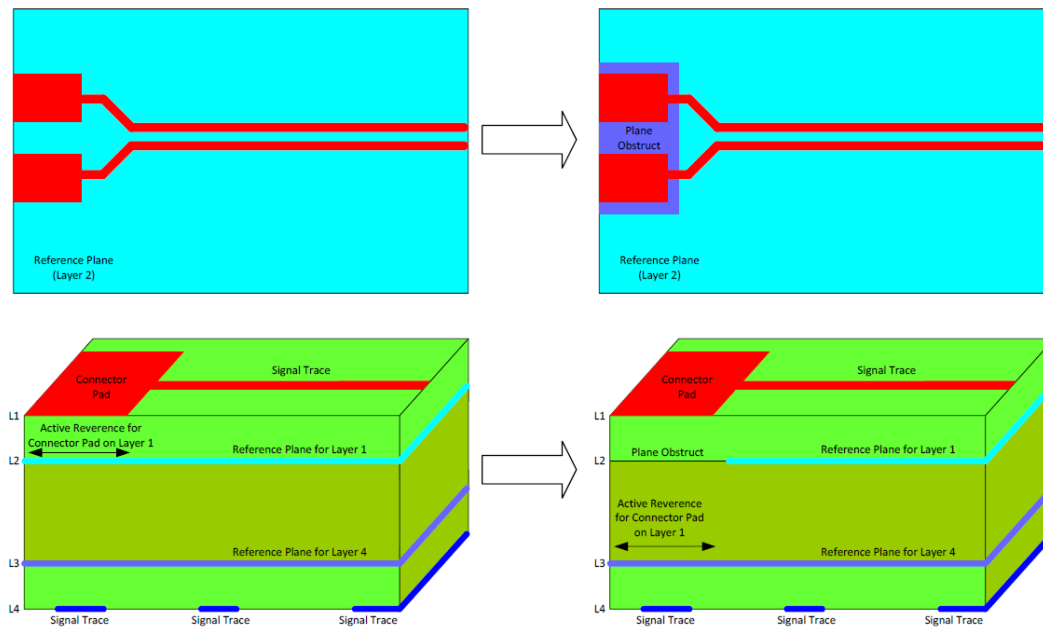 Reference Plane
(Layer 2)
Plane
Obstruct
Reference Plane
(Layer 2)
Connector
Pad
Signal Trace
L1
Active Reverence for
Connector Pad on Layer 1
Reference Plane for Layer 1
L2
Reference Plane for Layer 4
L3
L4
Signal Trace
Signal Trace
Signal Trace
Connector
Pad
Signal Trace
L1
Plane Obstruct
Reference Plane for Layer 1
L2
Active Reverence
for Connector Pad
on Layer 1
Reference Plane for Layer 4
L3
L4
Signal Trace
Signal Trace
Signal Trace